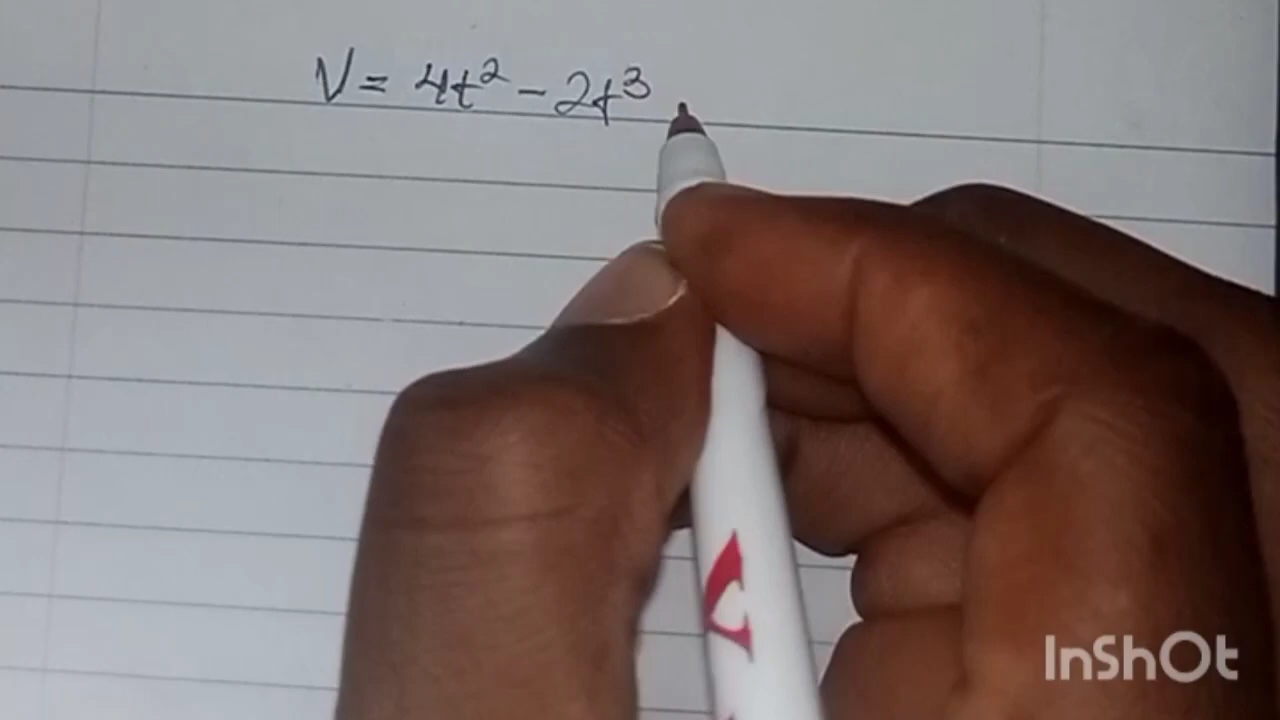 V = 4t² - 2t³
InShOt